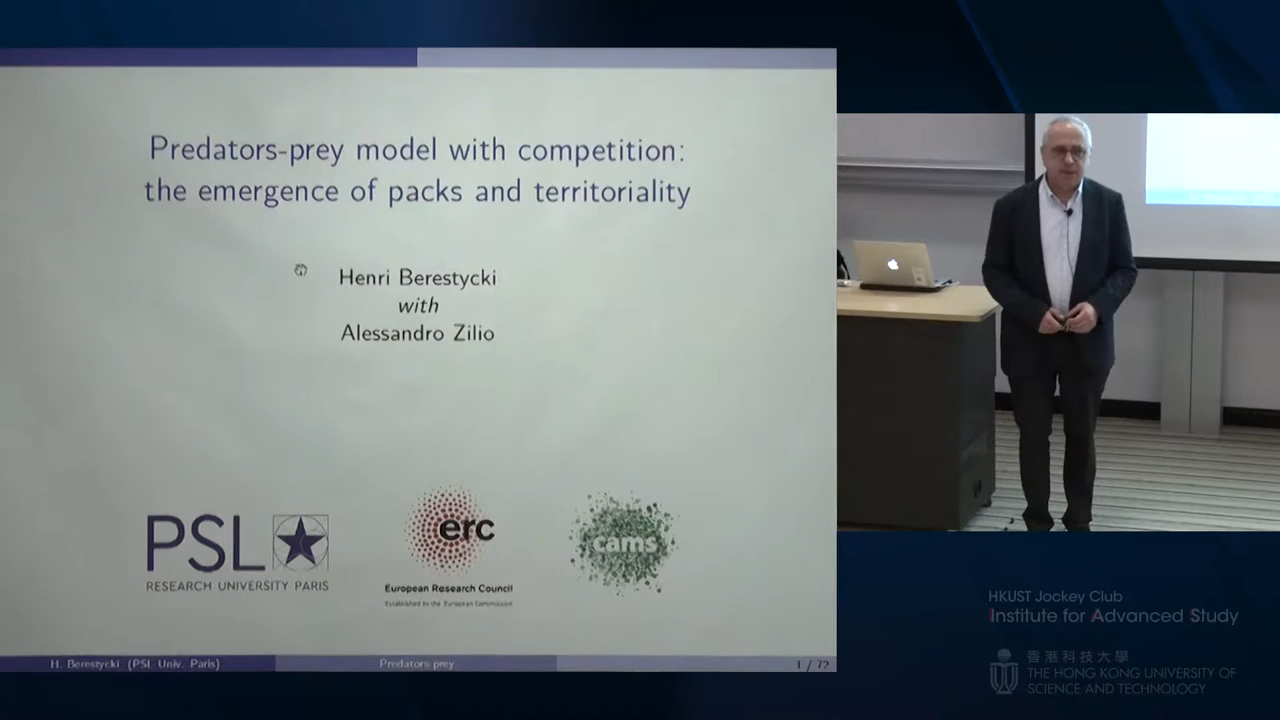 Predators-prey model with competition:
the emergence of packs and territoriality
Henri Berestycki
with
Alessandro Zilio
PSL
RESEARCH UNIVERSITY PARIS
erc
European Research Council
Established by the European Commission
cams
H. Berestycki (PSL Univ. Paris)
Predators-prey
1 / 72
HKUST Jockey Club
Institute for Advanced Study
香港科技大學
THE HONG KONG UNIVERSITY OF
SCIENCE AND TECHNOLOGY